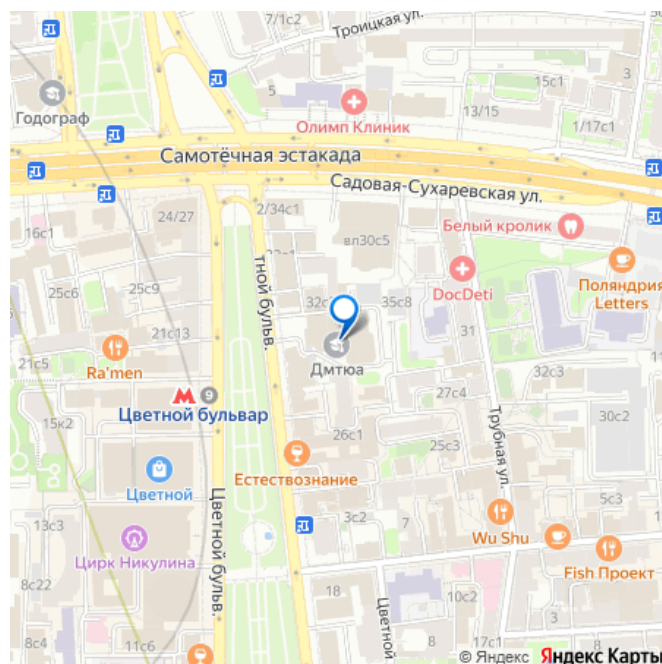 7/1с2
Троицкая ул.
3
15с1
Годограф
Олимп Клиник
13/15
1/17с1
Самотёчная эстакада
Садовая-Сухаревская ул.
24/27
2/34с1
16с1
Белый кролик
вл30с5
тной бульв.
DocDeti
Поляндрия
Letters
25с9
25с6
35с8
21с13
31
21с5
Ra'men
Дмтюа
32с3
27с4
9
Цветной бульвар
15к2
30с2
26с1
Трубная ул.
25с3
Естествознание
Цветной
Цветной бульв.
5с3
3с2
7
13с3
Wu Shu
Цирк Никулина
Fish Проект
8с22
18
Цветной
10с2
8
11с6
8с4
17с1
3
© Яндекс Яндекс Карты